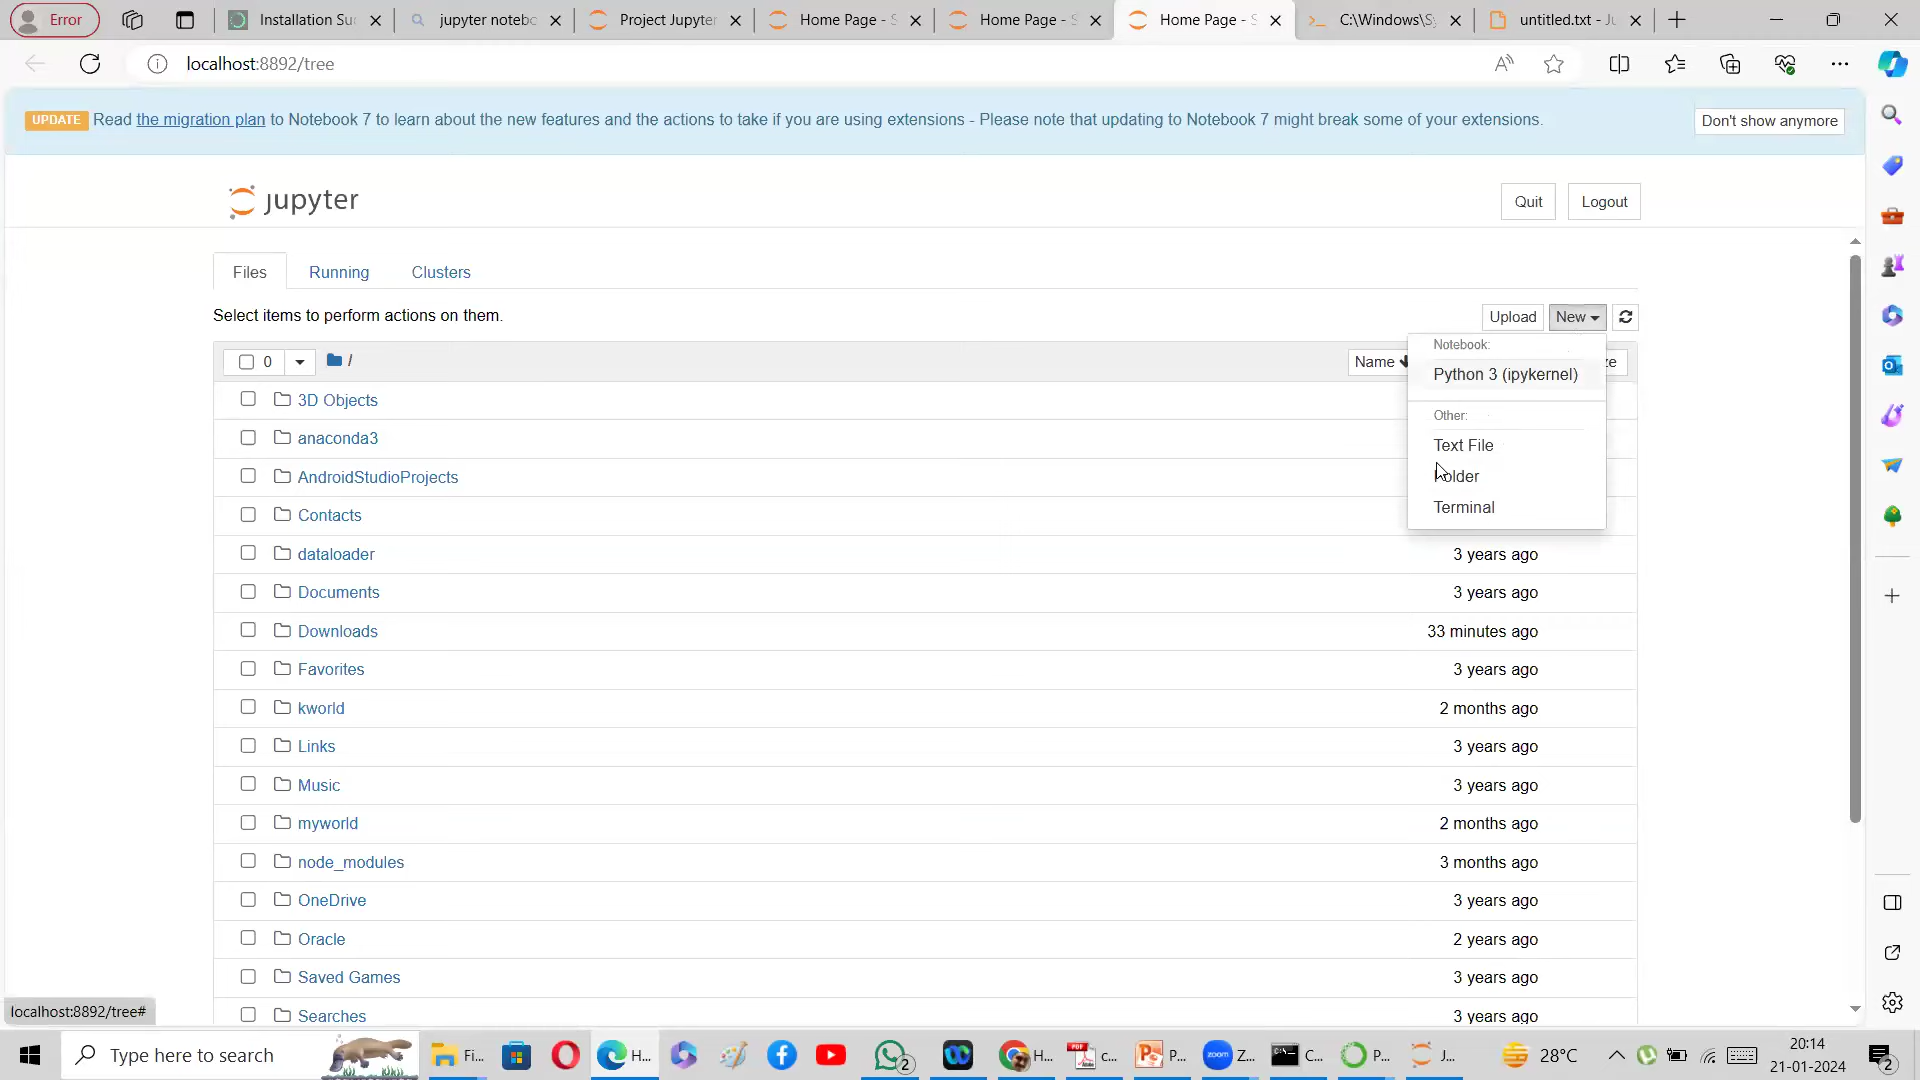 Error
Installation Su
jupyter notebo
Project Jupyter
Home Page - S
Home Page - S
Home Page - S
C:\Windows\Sy
untitled.txt - Ju
localhost:8892/tree
UPDATE Read the migration plan to Notebook 7 to learn about the new features and the actions to take if you are using extensions - Please note that updating to Notebook 7 might break some of your extensions.
Don't show anymore
jupyter
Quit
Logout
Files
Running
Clusters
Select items to perform actions on them.
Upload
New
Notebook:
Python 3 (ipykernel)
Other:
Text File
Folder
Terminal
0
/
Name
ze
3D Objects
anaconda3
AndroidStudioProjects
Contacts
dataloader 3 years ago
Documents 3 years ago
Downloads 33 minutes ago
Favorites 3 years ago
kworld 2 months ago
Links 3 years ago
Music 3 years ago
myworld 2 months ago
node_modules 3 months ago
OneDrive 3 years ago
Oracle 2 years ago
Saved Games 3 years ago
Searches 3 years ago
localhost:8892/tree#
Type here to search
Fi...
H...
2
H...
c...
P...
zoom
Z...
C...
P...
J...
28°C
20:14
21-01-2024
2